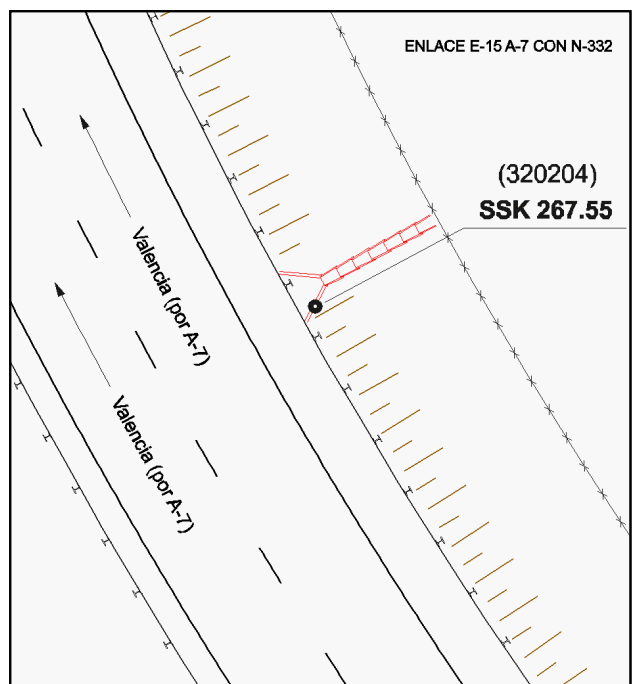 ENLACE E-15 A-7 CON N-332
(320204)
SSK 267.55
Valencia (por A-7)
Valencia (por A-7)